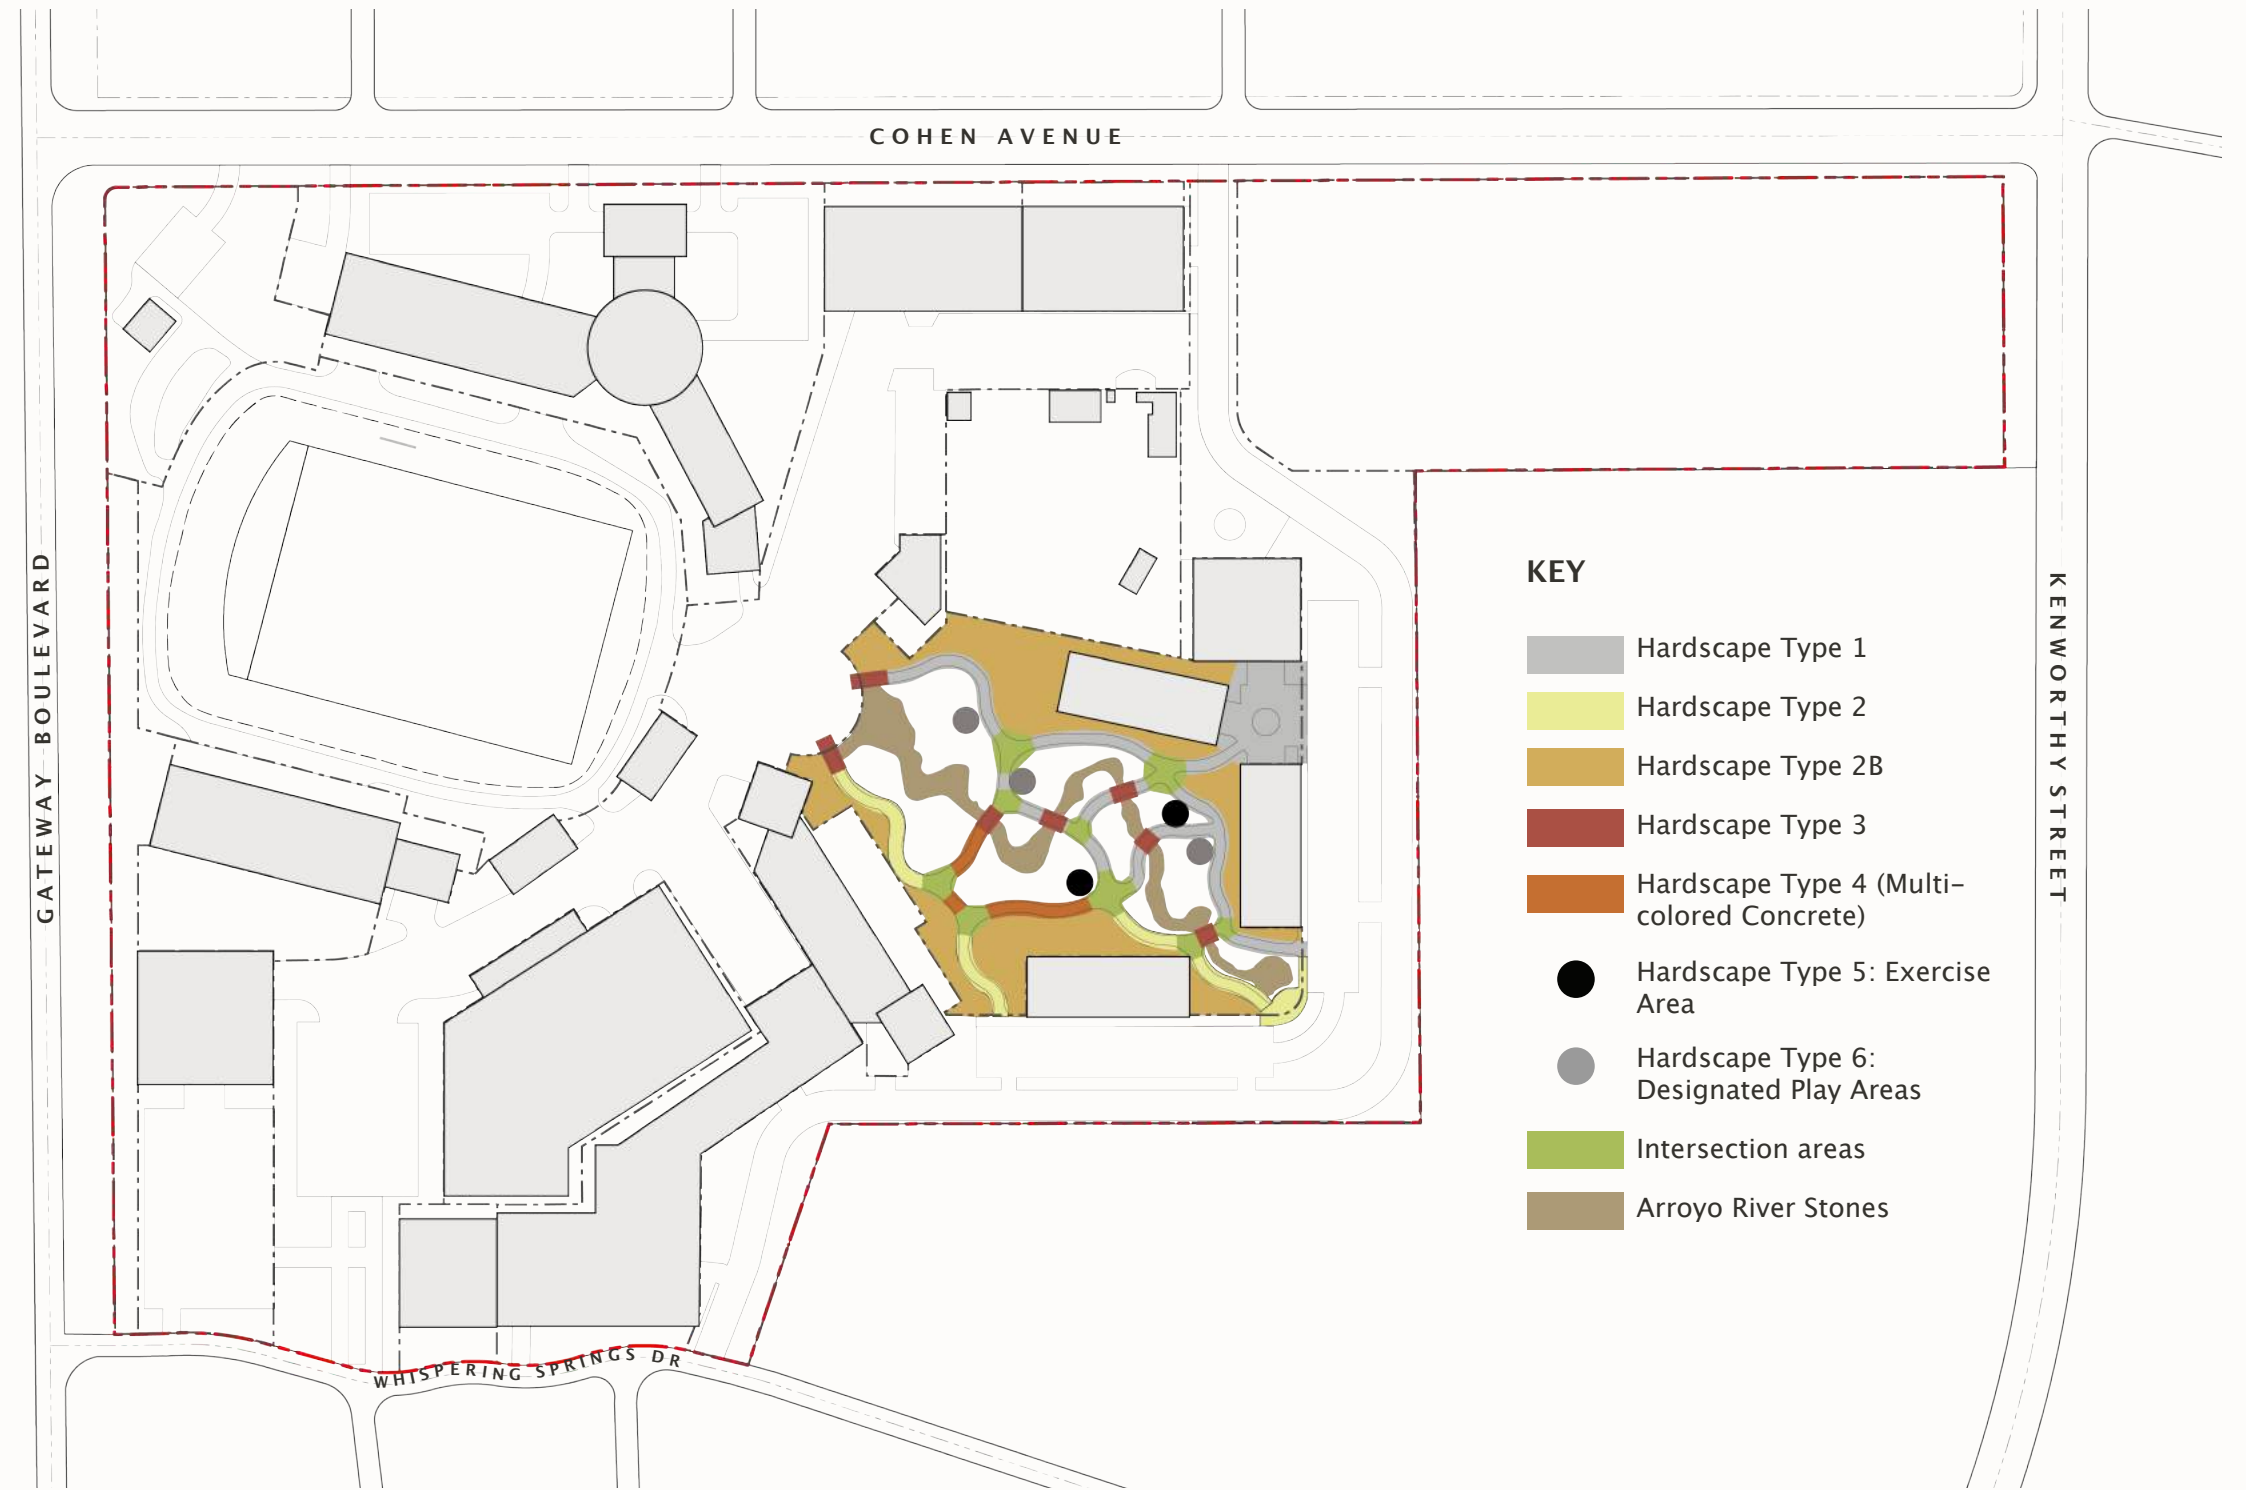 COHEN AVENUE
GATEWAY BOULEVARD
KENWORTHY STREET
KEY
Hardscape Type 1
Hardscape Type 2
Hardscape Type 2B
Hardscape Type 3
Hardscape Type 4 (Multi-
colored Concrete)
Hardscape Type 5: Exercise
Area
Hardscape Type 6:
Designated Play Areas
Intersection areas
Arroyo River Stones
WHISPERING SPRINGS DR